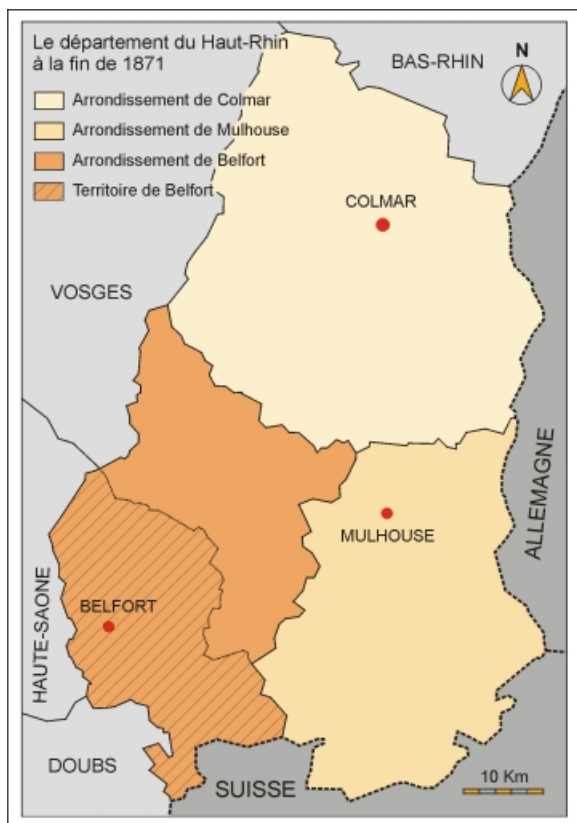 Le département du Haut-Rhin
à la fin de 1871
Arrondissement de Colmar
Arrondissement de Mulhouse
Arrondissement de Belfort
Territoire de Belfort
BAS-RHIN
N
COLMAR
VOSGES
ALLEMAGNE
MULHOUSE
HAUTE-SAONE
BELFORT
DOUBS
SUISSE
10 Km